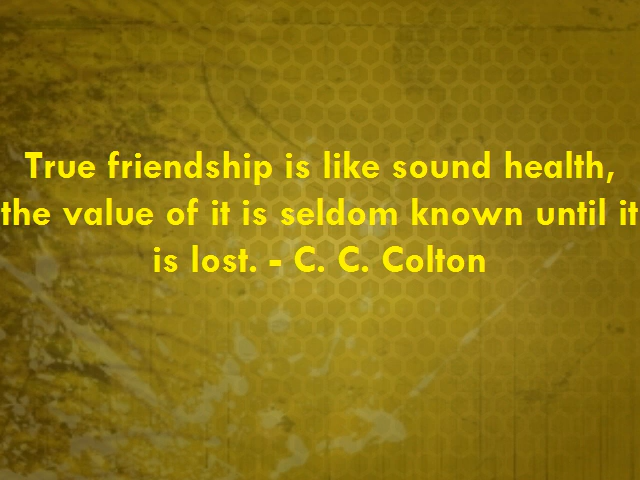 True friendship is like sound health,
the value of it is seldom known until it
is lost. - C. C. Colton